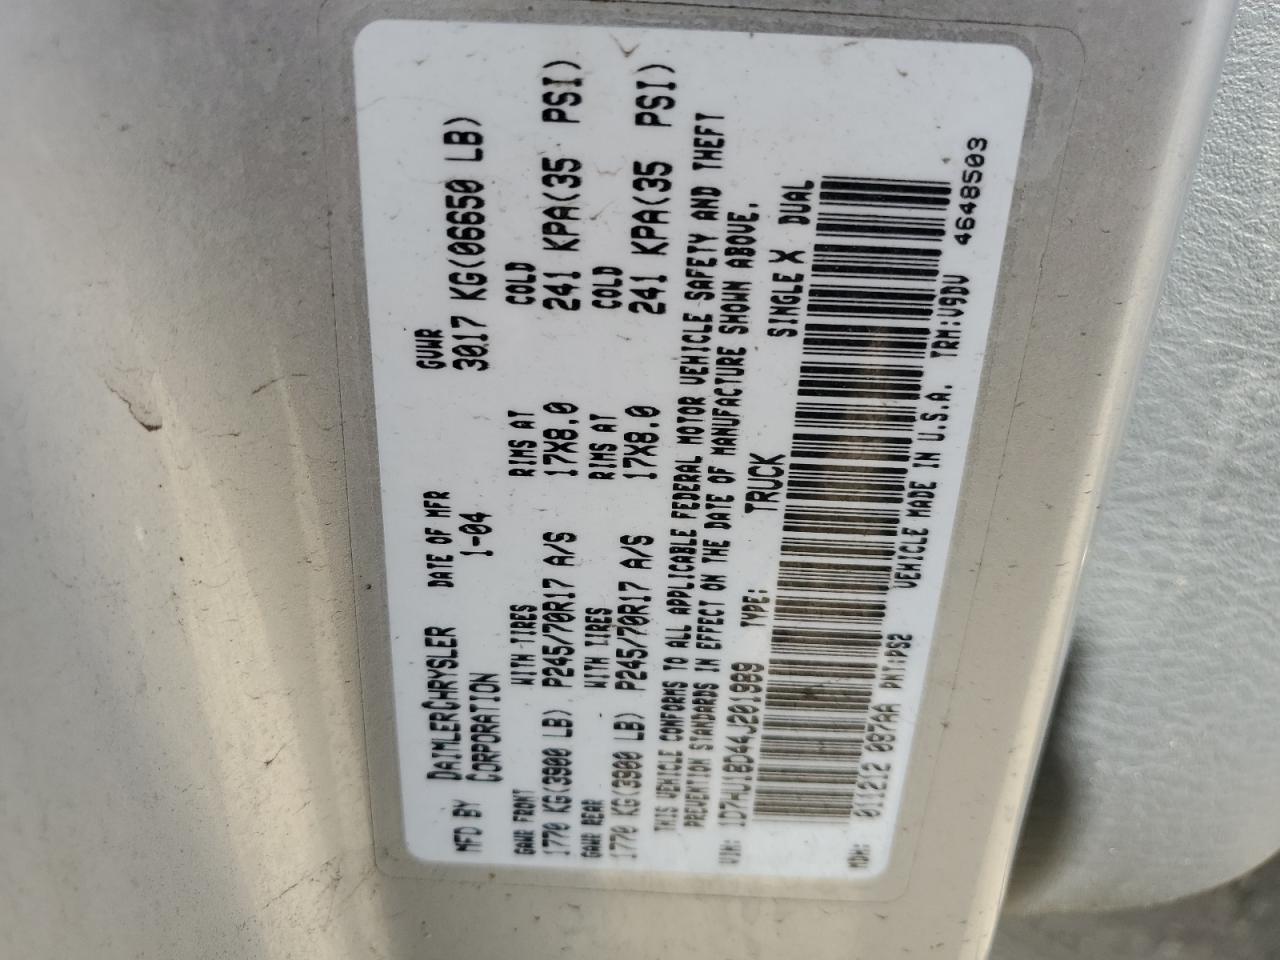 MFD BY DAIMLERCHRYSLER CORPORATION
DATE OF MFR 1-04
GVWR 3017 KG(06650 LB)
GAWR FRONT WITH TIRES RIMS AT COLD
1770 KG(3900 LB) P245/70R17 A/S 17X8.0 241 KPA(35 PSI)
GAWR REAR WITH TIRES RIMS AT COLD
1770 KG(3900 LB) P245/70R17 A/S 17X8.0 241 KPA(35 PSI)
THIS VEHICLE CONFORMS TO ALL APPLICABLE FEDERAL MOTOR VEHICLE SAFETY AND THEFT
PREVENTION STANDARDS IN EFFECT ON THE DATE OF MANUFACTURE SHOWN ABOVE.
VIN: 1D7HU18D44J201989 TYPE: TRUCK SINGLE X DUAL
MDH: 011212 087AA PNT:PS2 VEHICLE MADE IN U.S.A. TRM:V9DV
4648503